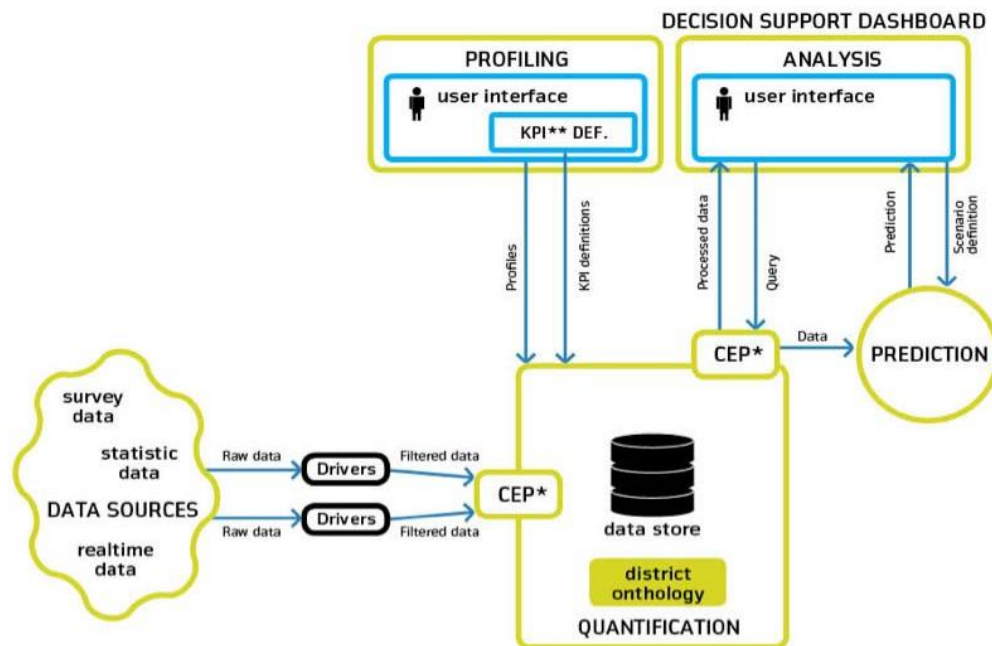 DECISION SUPPORT DASHBOARD
PROFILING
user interface
KPI** DEF.
ANALYSIS
user interface
Profiles
KPI definitions
Processed data
Query
Prediction
Scenario
definition
CEP*
Data
PREDICTION
survey
data
statistic
data
DATA SOURCES
realtime
data
Raw data
Drivers
Filtered data
Raw data
Drivers
Filtered data
CEP*
data store
district
onthology
QUANTIFICATION